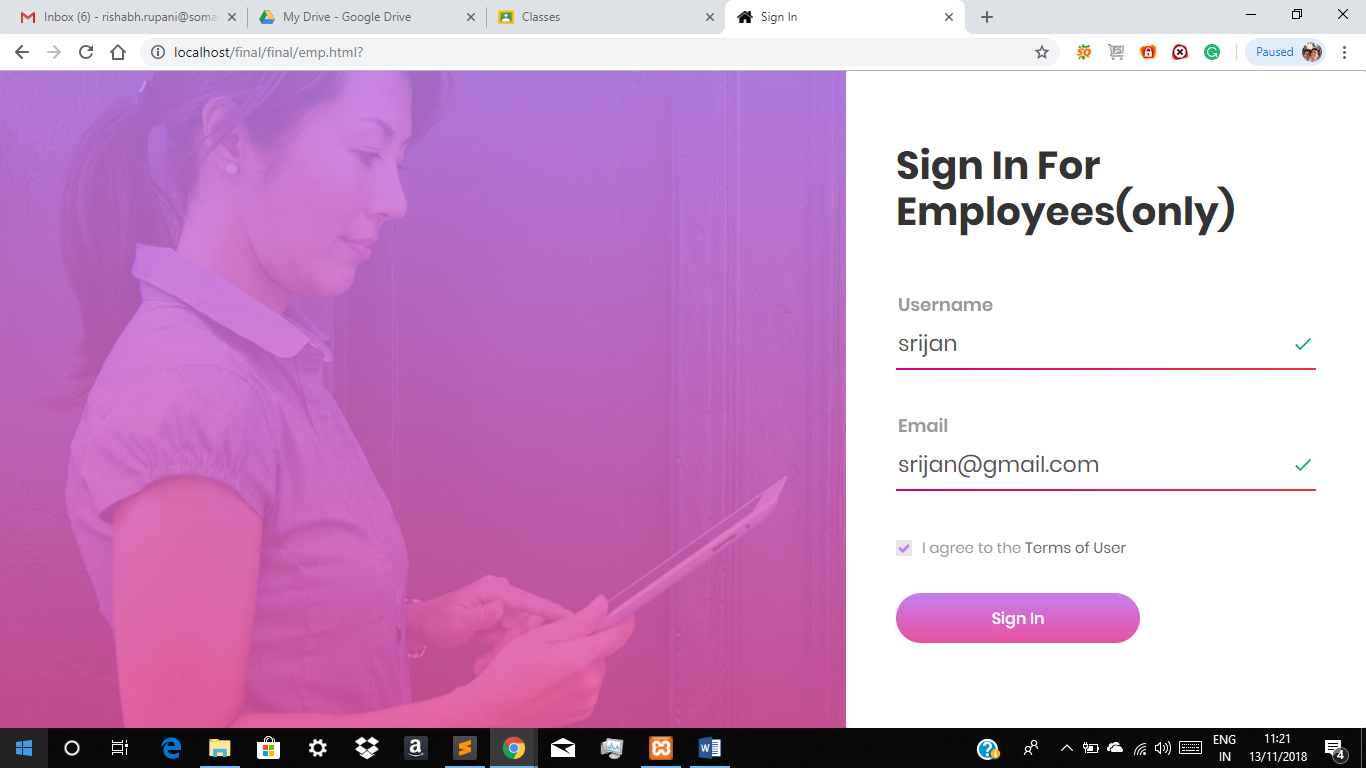 Inbox (6) - rishabh.rupani@soma
My Drive - Google Drive
Classes
Sign In
localhost/final/final/emp.html?
Paused
Sign In For
Employees(only)
Username
srijan
Email
srijan@gmail.com
I agree to the Terms of User
Sign In
ENG
IN
11:21
13/11/2018
4